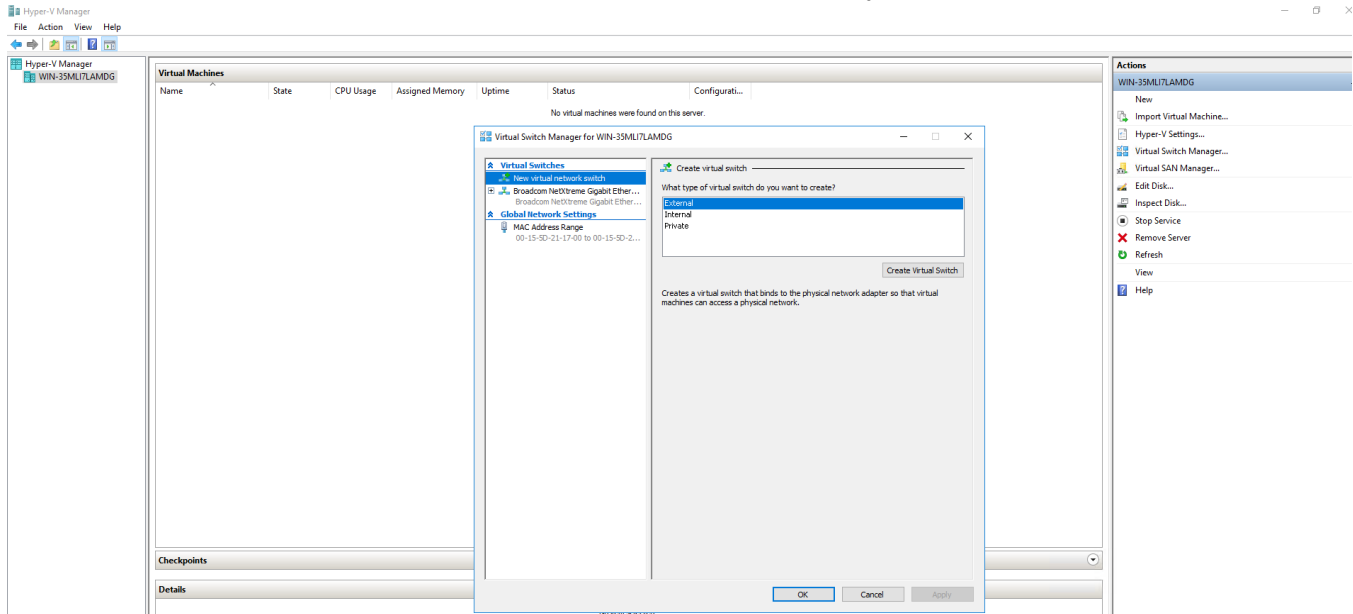 Hyper-V Manager
File Action View Help
Hyper-V Manager
WIN-35MLI7LAMDG
Virtual Machines
Name State CPU Usage Assigned Memory Uptime Status Configurati...
No virtual machines were found on this server.
Virtual Switch Manager for WIN-35MLI7LAMDG
Virtual Switches
New virtual network switch
Broadcom NetXtreme Gigabit Ether...
Broadcom NetXtreme Gigabit Ether...
Global Network Settings
MAC Address Range
00-15-5D-21-17-00 to 00-15-5D-2...
Create virtual switch
What type of virtual switch do you want to create?
External
Internal
Private
Create Virtual Switch
Creates a virtual switch that binds to the physical network adapter so that virtual
machines can access a physical network.
OK Cancel Apply
Checkpoints
Details
Actions
WIN-35MLI7LAMDG
New
Import Virtual Machine...
Hyper-V Settings...
Virtual Switch Manager...
Virtual SAN Manager...
Edit Disk...
Inspect Disk...
Stop Service
Remove Server
Refresh
View
Help